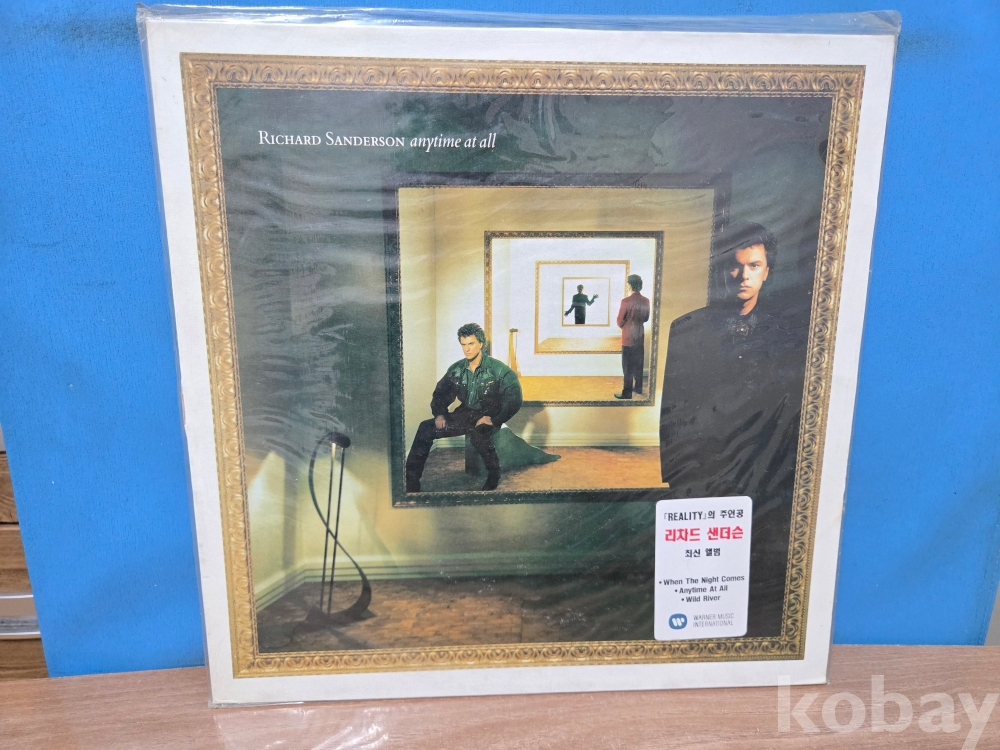 RICHARD SANDERSON anytime at all
「REALITY」의 주인공
리차드 샌더슨
최신 앨범
• When The Night Comes
• Anytime At All
• Wild River
WARNER MUSIC
INTERNATIONAL
kobay